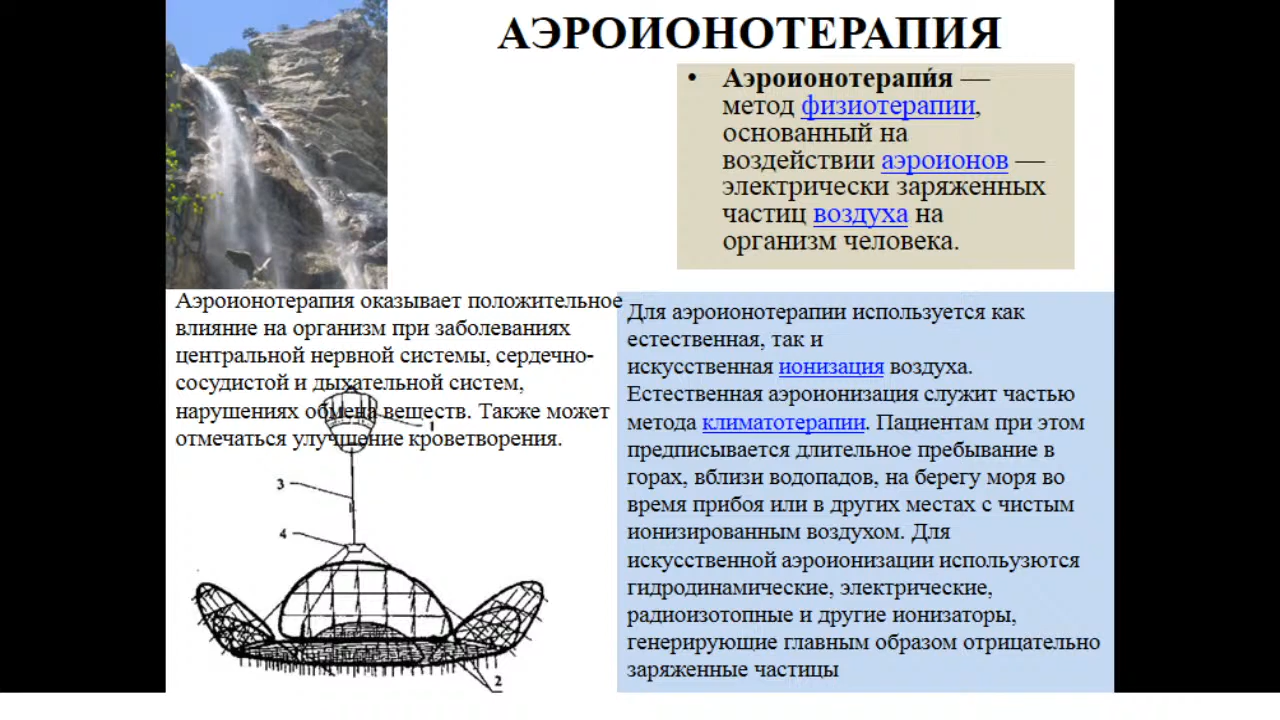 АЭРОИОНОТЕРАПИЯ
• Аэроионотерапи́я —
метод физиотерапии,
основанный на
воздействии аэроионов —
электрически заряженных
частиц воздуха на
организм человека.
Аэроионотерапия оказывает положительное
влияние на организм при заболеваниях
центральной нервной системы, сердечно-
сосудистой и дыхательной систем,
нарушениях обмена веществ. Также может
отмечаться улучшение кроветворения.
1
3
4
2
Для аэроионотерапии используется как
естественная, так и
искусственная ионизация воздуха.
Естественная аэроионизация служит частью
метода климатотерапии. Пациентам при этом
предписывается длительное пребывание в
горах, вблизи водопадов, на берегу моря во
время прибоя или в других местах с чистым
ионизированным воздухом. Для
искусственной аэроионизации испоьузются
гидродинамические, электрические,
радиоизотопные и другие ионизаторы,
генерирующие главным образом отрицательно
заряженные частицы